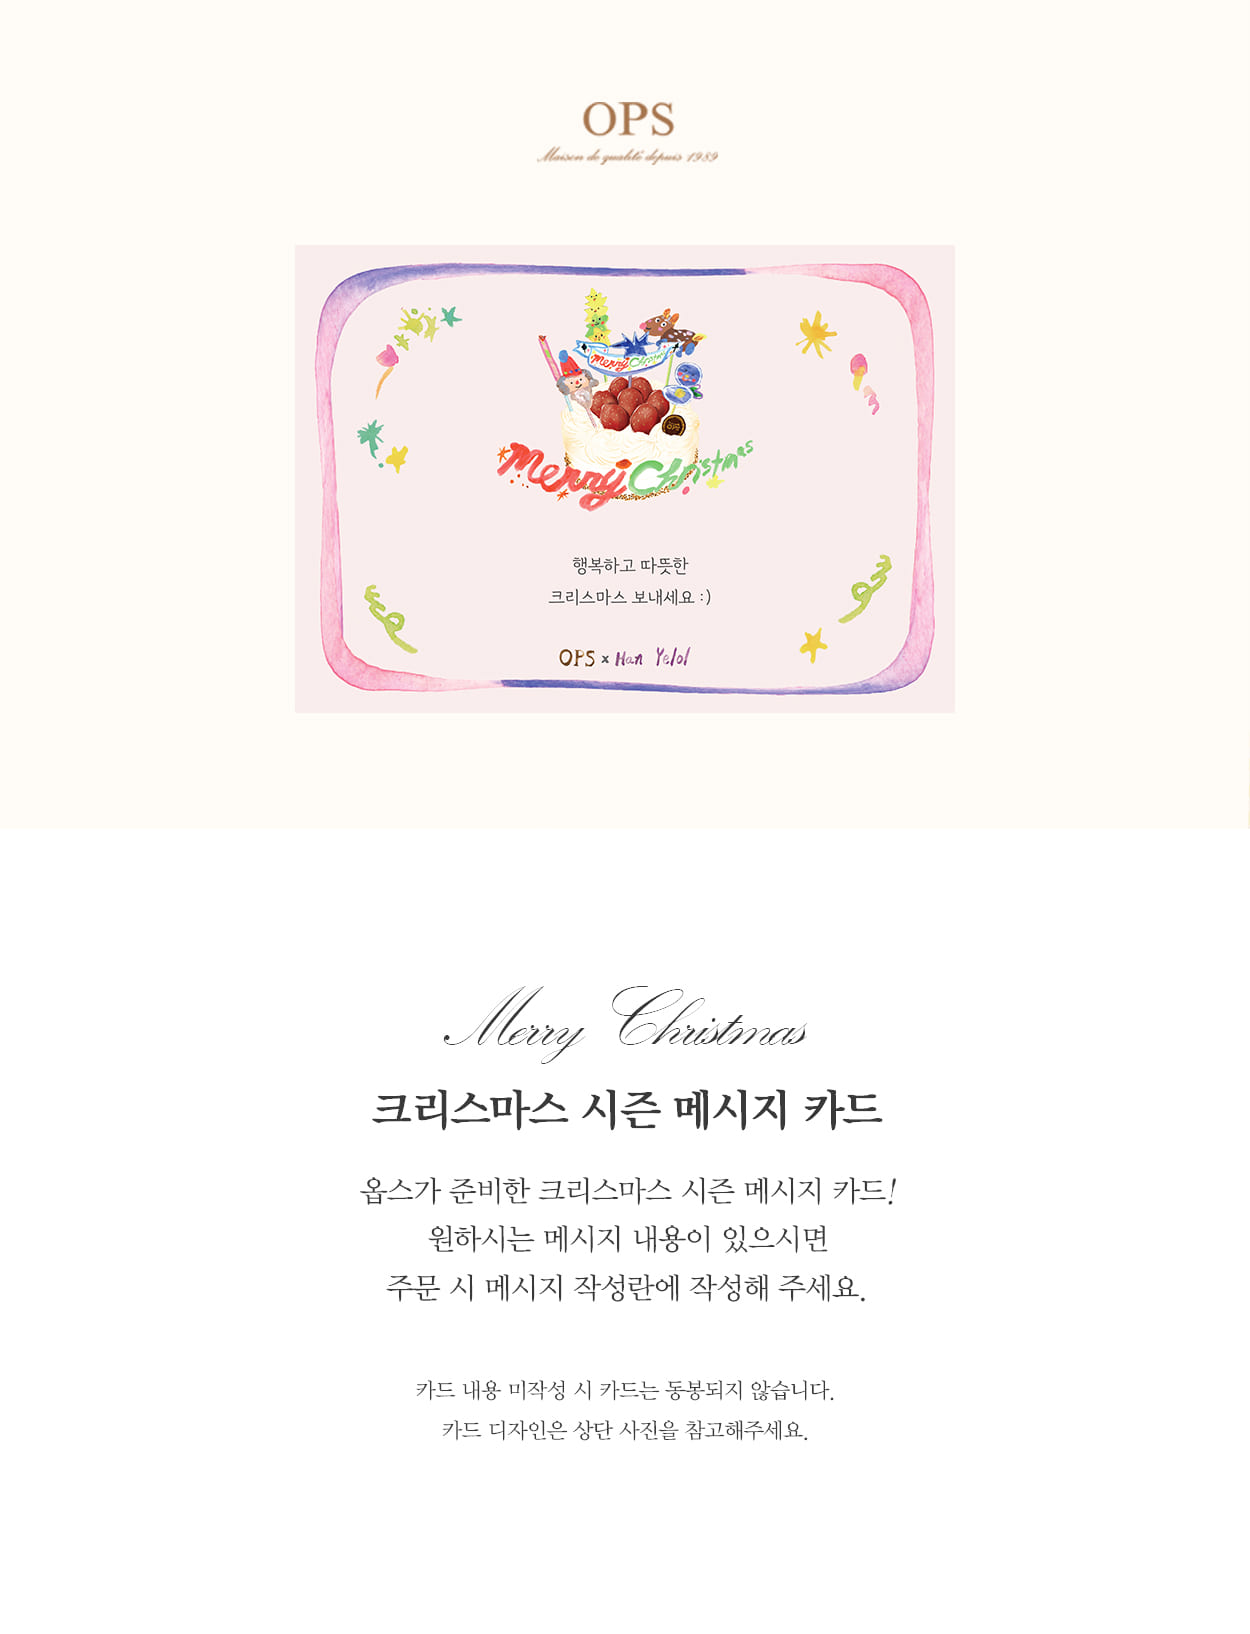 OPS
Maison de qualité depuis 1989
merry Christmas
OPS
merry Christmas
행복하고 따뜻한
크리스마스 보내세요 :)
OPS x Han Yelol
Merry Christmas
크리스마스 시즌 메시지 카드
옵스가 준비한 크리스마스 시즌 메시지 카드!
원하시는 메시지 내용이 있으시면
주문 시 메시지 작성란에 작성해 주세요.
카드 내용 미작성 시 카드는 동봉되지 않습니다.
카드 디자인은 상단 사진을 참고해주세요.